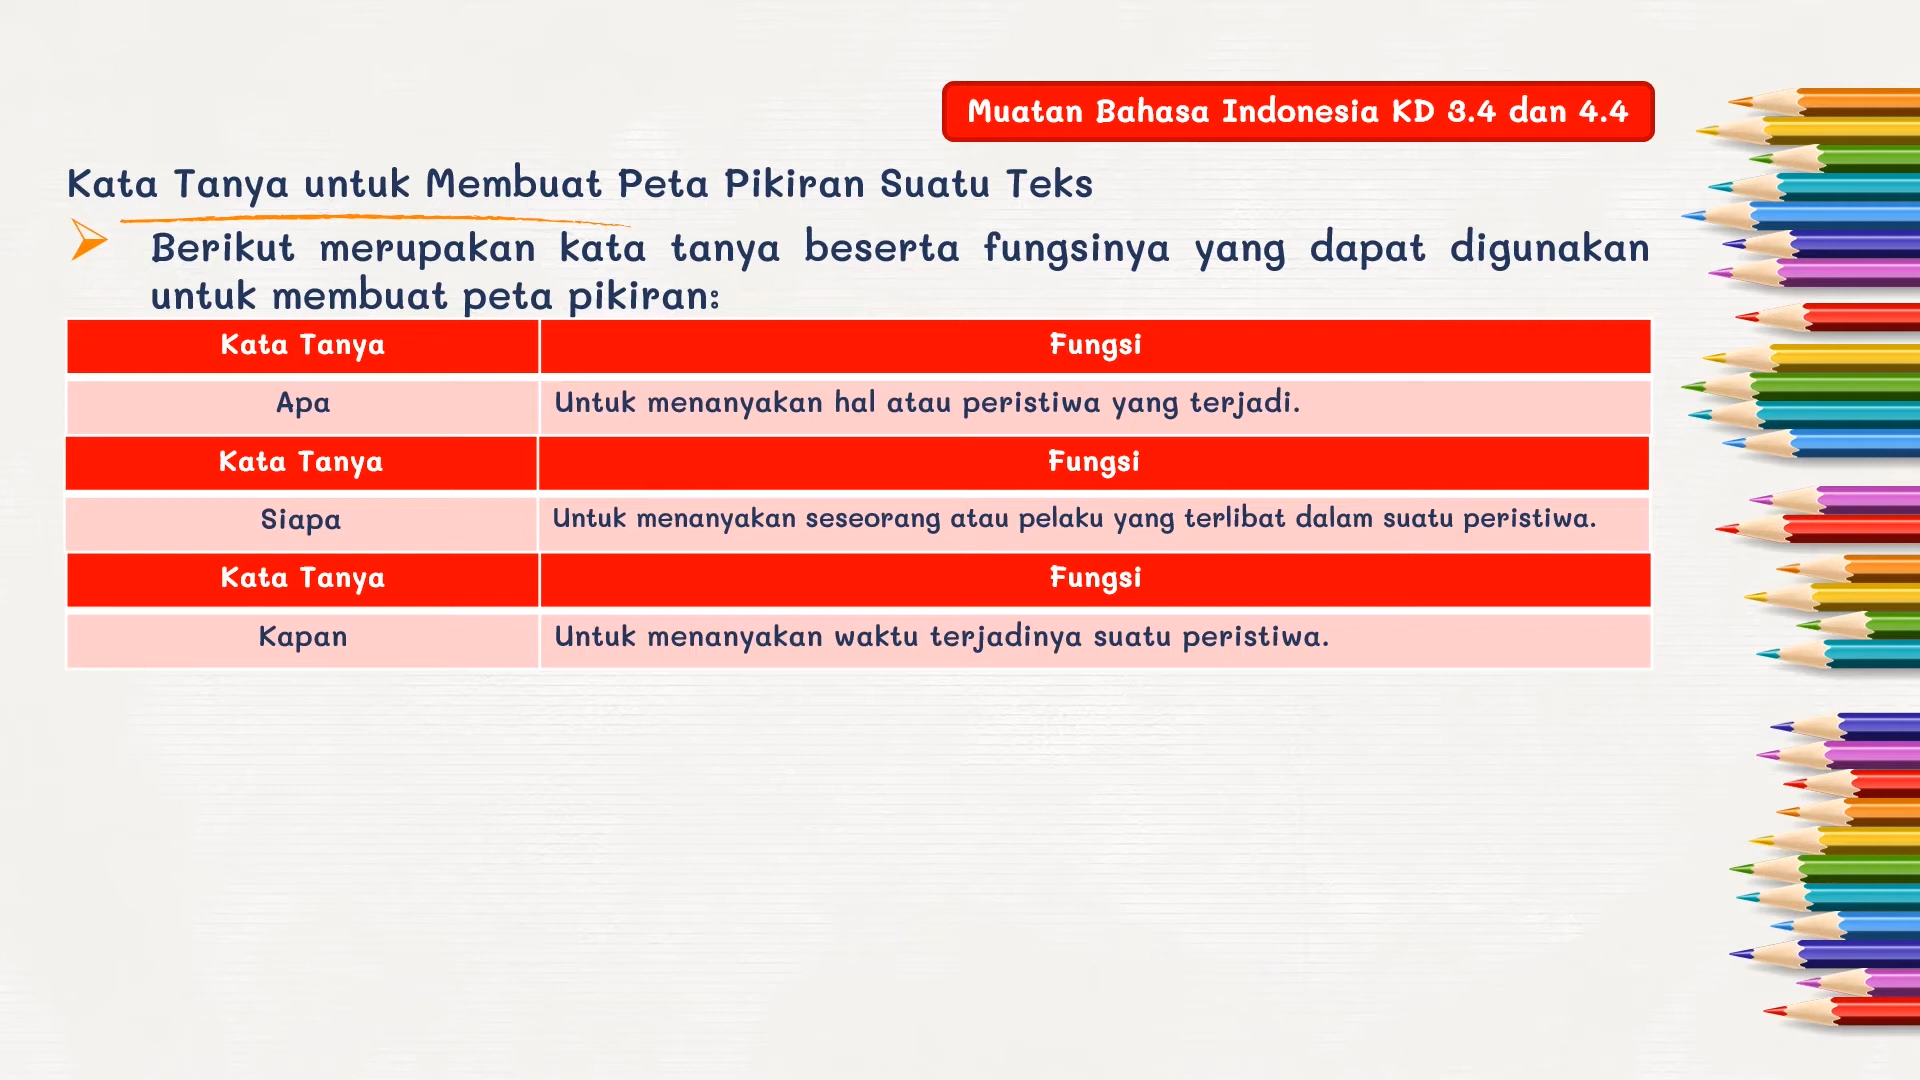 Muatan Bahasa Indonesia KD 3.4 dan 4.4
Kata Tanya untuk Membuat Peta Pikiran Suatu Teks
Berikut merupakan kata tanya beserta fungsinya yang dapat digunakan
untuk membuat peta pikiran:
Kata Tanya Fungsi
Apa Untuk menanyakan hal atau peristiwa yang terjadi.
Kata Tanya Fungsi
Siapa Untuk menanyakan seseorang atau pelaku yang terlibat dalam suatu peristiwa.
Kata Tanya Fungsi
Kapan Untuk menanyakan waktu terjadinya suatu peristiwa.